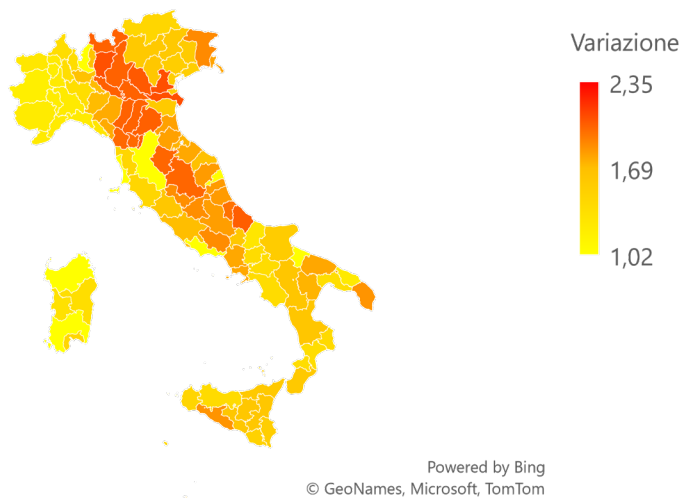 Variazione
2,35
1,69
1,02
Powered by Bing
© GeoNames, Microsoft, TomTom